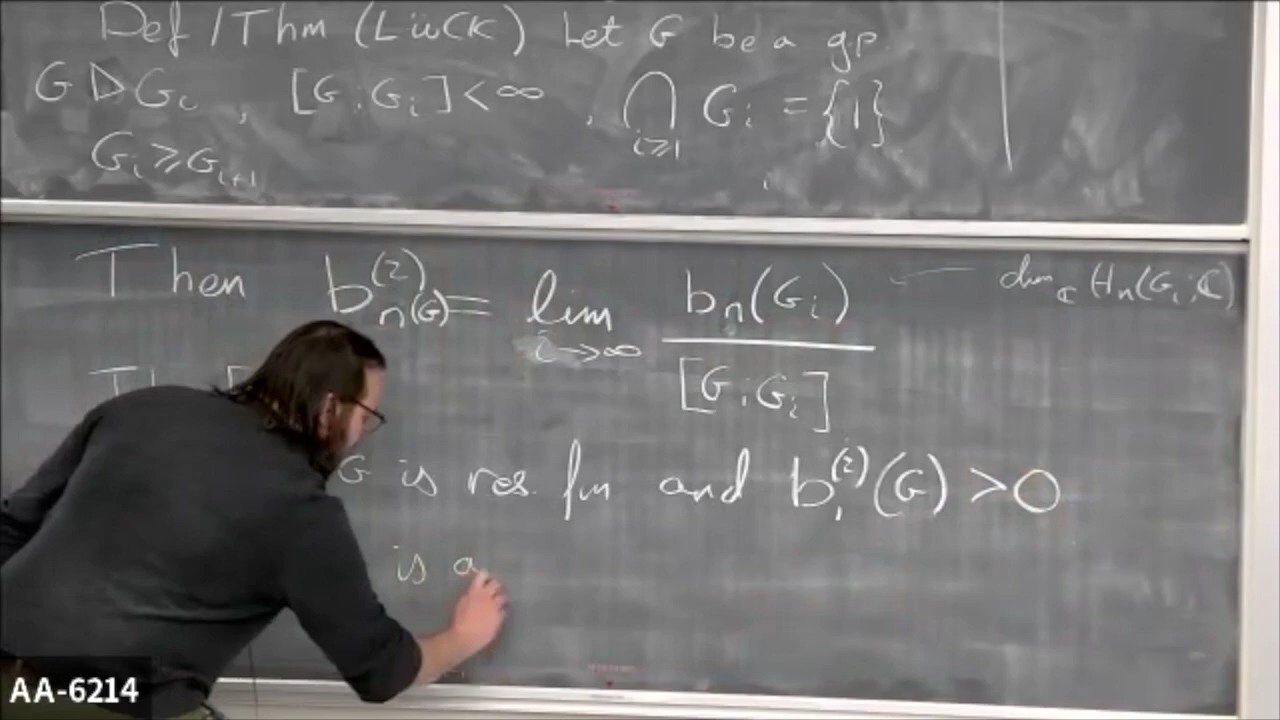 Def / Thm (Lück) Let G be a gp.
G ▷ G_i , [G : G_i] < ∞ , ⋂_{i≥1} G_i = {1}
G_i ≥ G_{i+1}
Then b_n^{(2)}(G) = lim_{i→∞} b_n(G_i) / [G : G_i] ← dim_ℂ (H_n(G_i; ℂ))
G is res. fin and b_1^{(2)}(G) > 0
is a
AA-6214